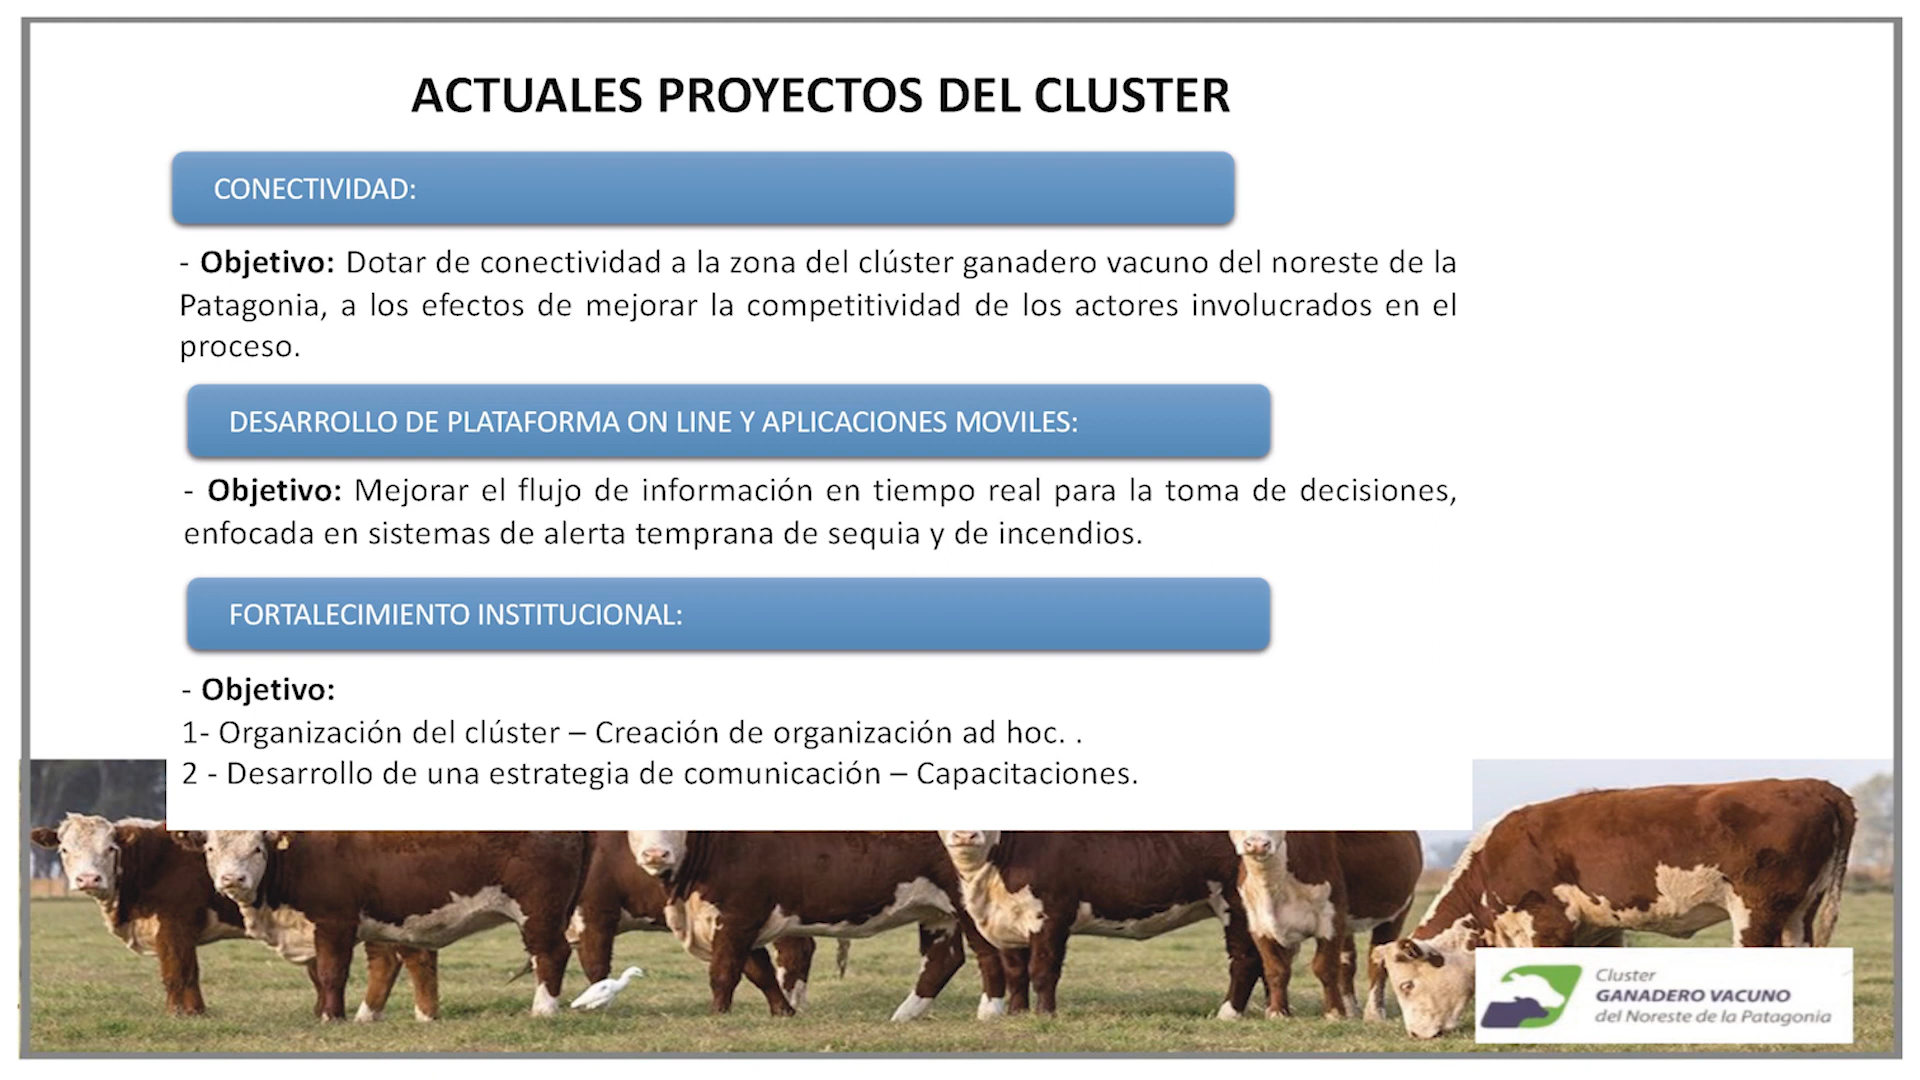 ACTUALES PROYECTOS DEL CLUSTER
CONECTIVIDAD:
- Objetivo: Dotar de conectividad a la zona del clúster ganadero vacuno del noreste de la
Patagonia, a los efectos de mejorar la competitividad de los actores involucrados en el
proceso.
DESARROLLO DE PLATAFORMA ON LINE Y APLICACIONES MOVILES:
- Objetivo: Mejorar el flujo de información en tiempo real para la toma de decisiones,
enfocada en sistemas de alerta temprana de sequia y de incendios.
FORTALECIMIENTO INSTITUCIONAL:
- Objetivo:
1- Organización del clúster – Creación de organización ad hoc. .
2 - Desarrollo de una estrategia de comunicación – Capacitaciones.
Cluster
GANADERO VACUNO
del Noreste de la Patagonia